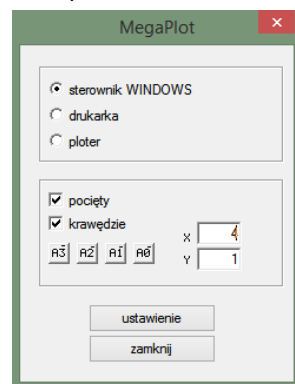 MegaPlot
sterownik WINDOWS
drukarka
ploter
pocięty
krawędzie
X 4
A3 A2 A1 A0
Y 1
ustawienie
zamknij